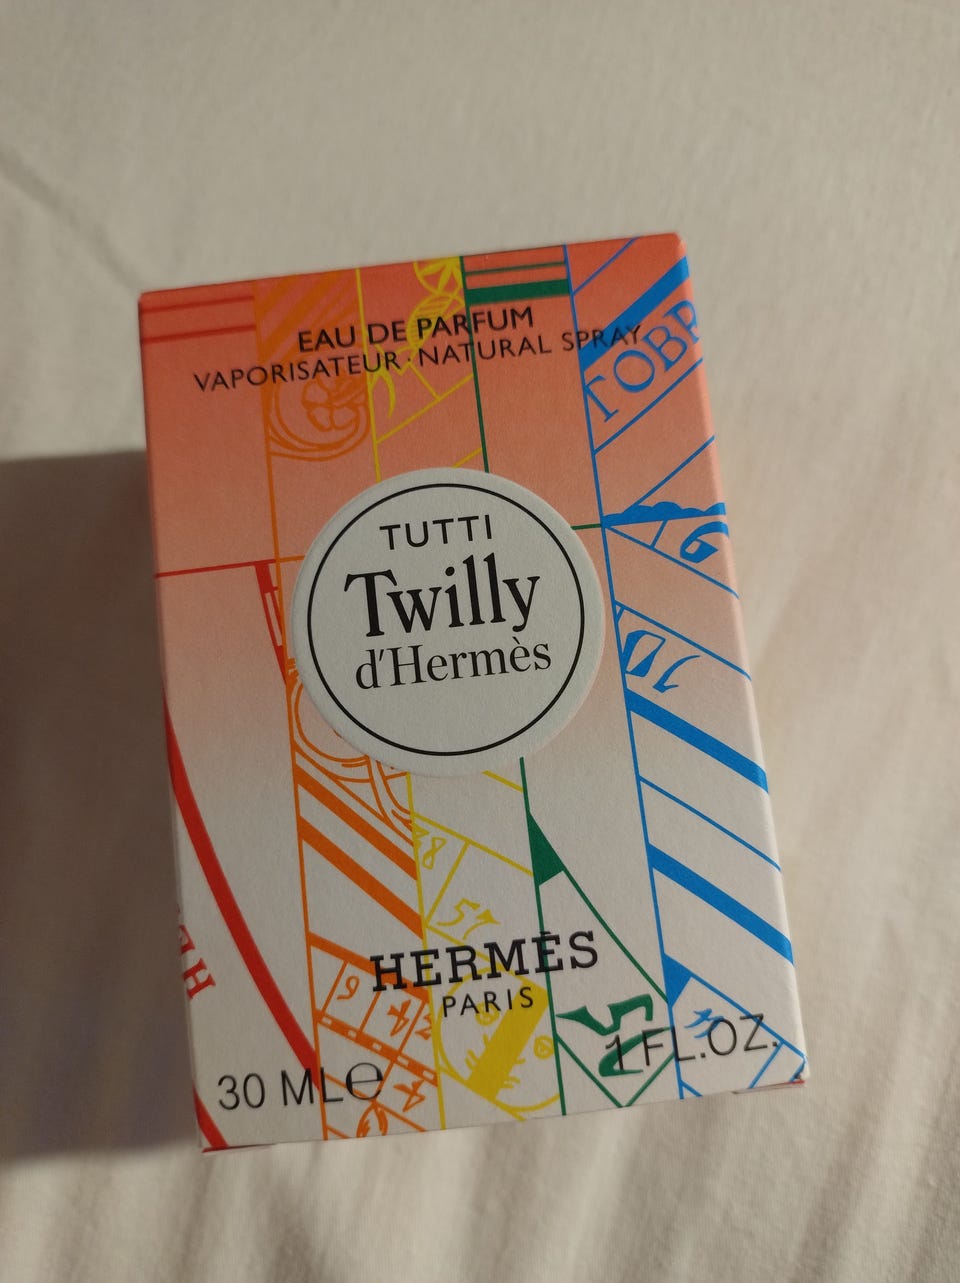 EAU DE PARFUM
VAPORISATEUR · NATURAL SPRAY
TUTTI
Twilly
d'Hermès
HERMÈS
PARIS
30 ML℮
1 FL.OZ.